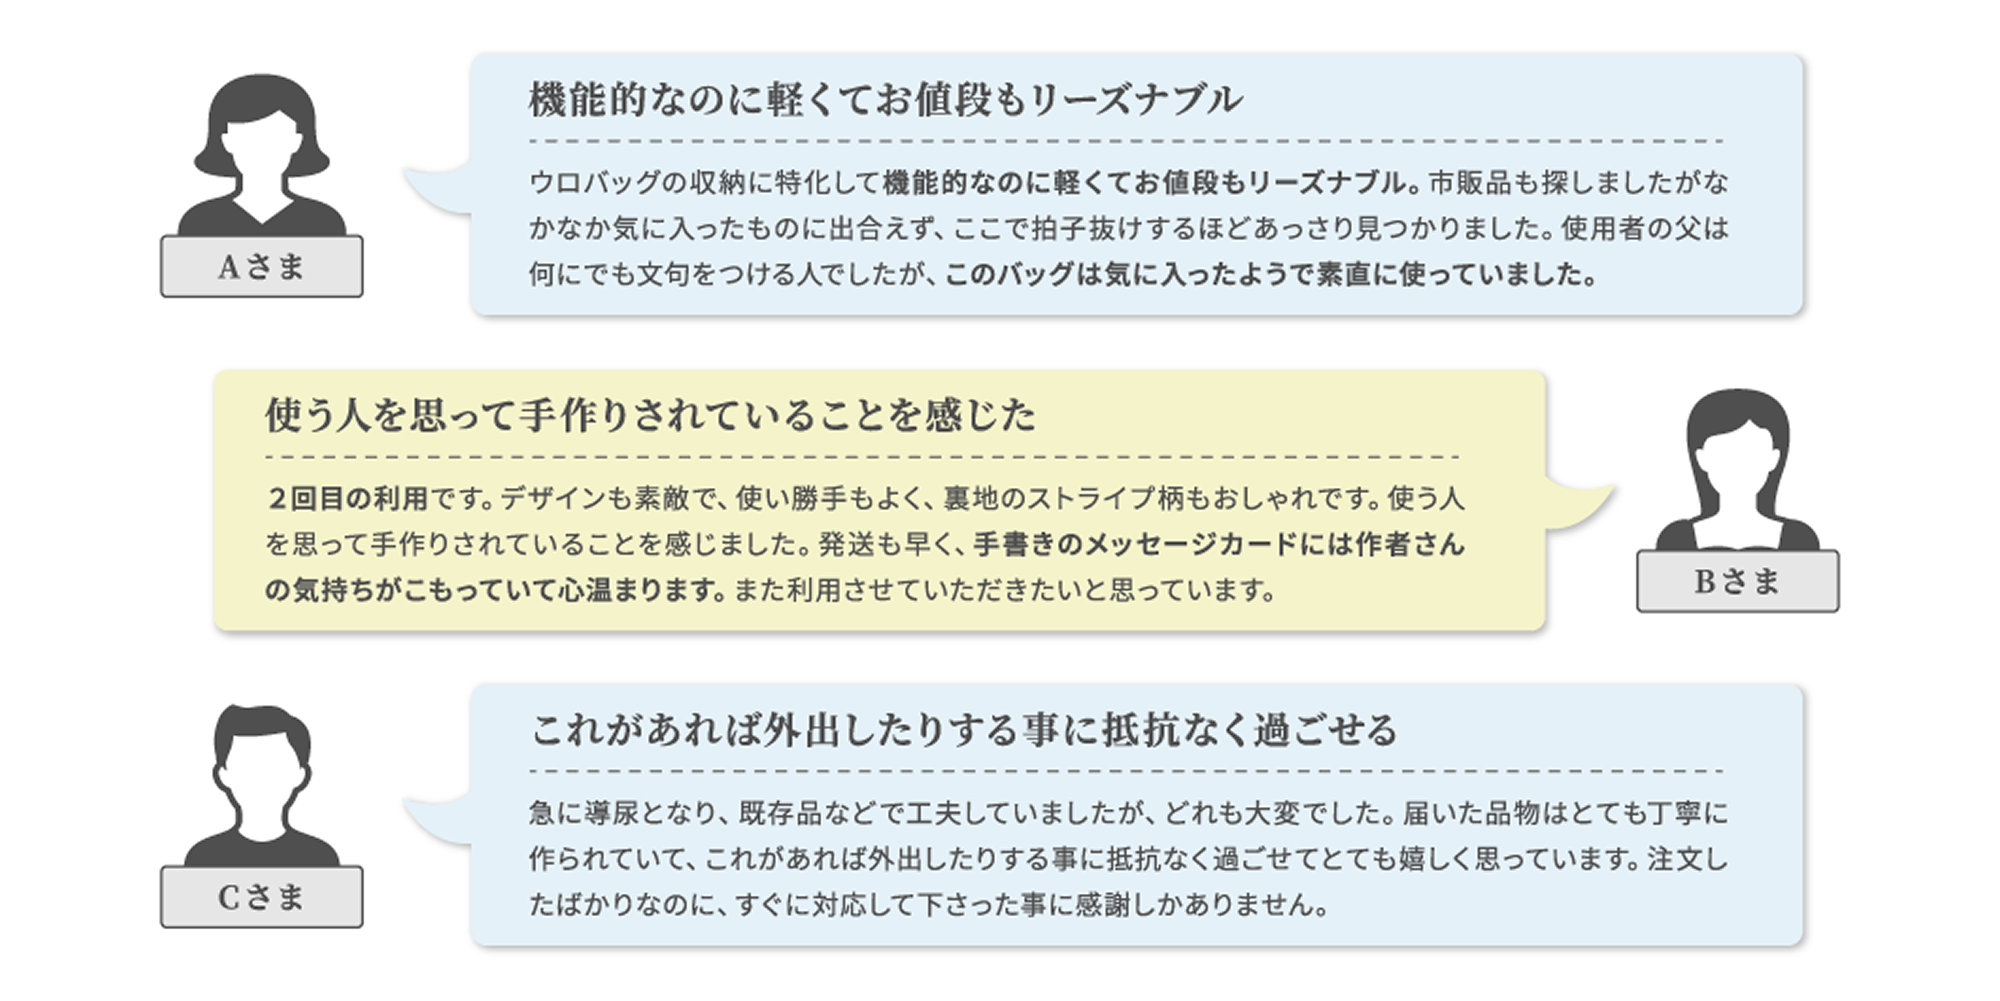 機能的なのに軽くてお値段もリーズナブル
ウロバッグの収納に特化して機能的なのに軽くてお値段もリーズナブル。市販品も探しましたがな
かなか気に入ったものに出合えず、ここで拍子抜けするほどあっさり見つかりました。使用者の父は
何にでも文句をつける人でしたが、このバッグは気に入ったようで素直に使っていました。
Aさま
使う人を思って手作りされていることを感じた
２回目の利用です。デザインも素敵で、使い勝手もよく、裏地のストライプ柄もおしゃれです。使う人
を思って手作りされていることを感じました。発送も早く、手書きのメッセージカードには作者さん
の気持ちがこもっていて心温まります。また利用させていただきたいと思っています。
Bさま
これがあれば外出したりする事に抵抗なく過ごせる
急に導尿となり、既存品などで工夫していましたが、どれも大変でした。届いた品物はとても丁寧に
作られていて、これがあれば外出したりする事に抵抗なく過ごせてとても嬉しく思っています。注文し
たばかりなのに、すぐに対応して下さった事に感謝しかありません。
Cさま